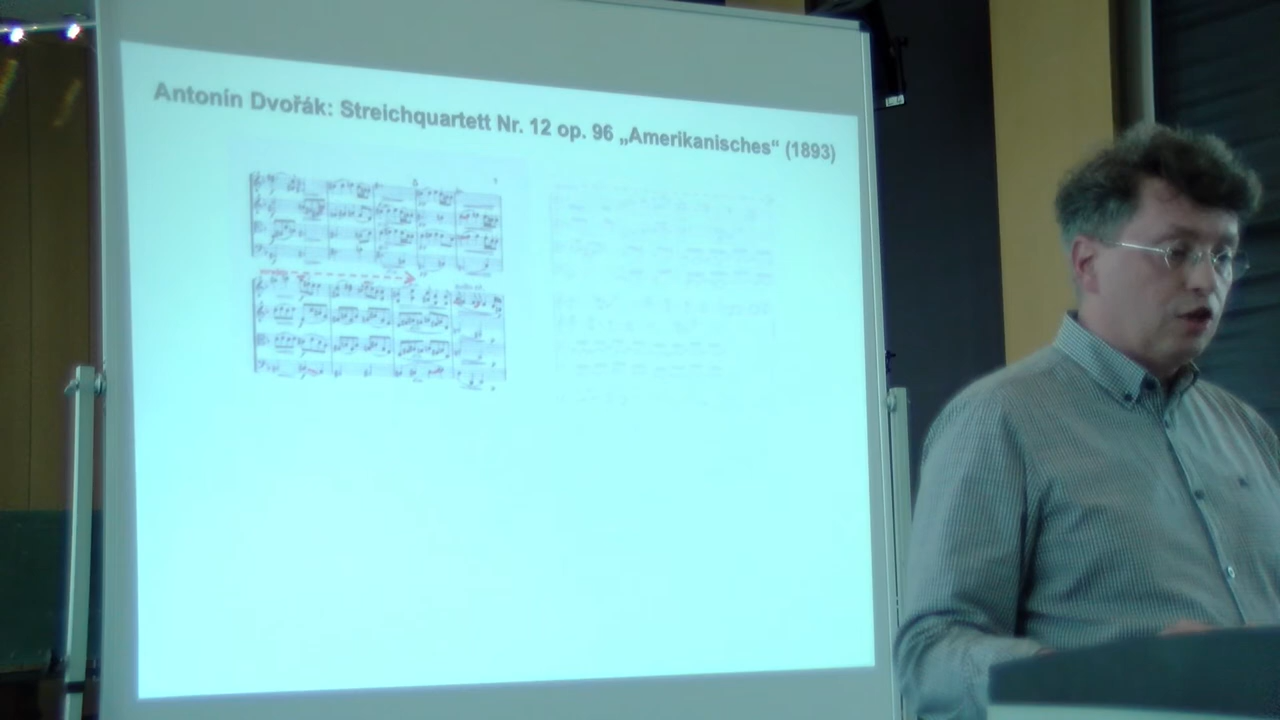 Antonín Dvořák: Streichquartett Nr. 12 op. 96 „Amerikanisches“ (1893)